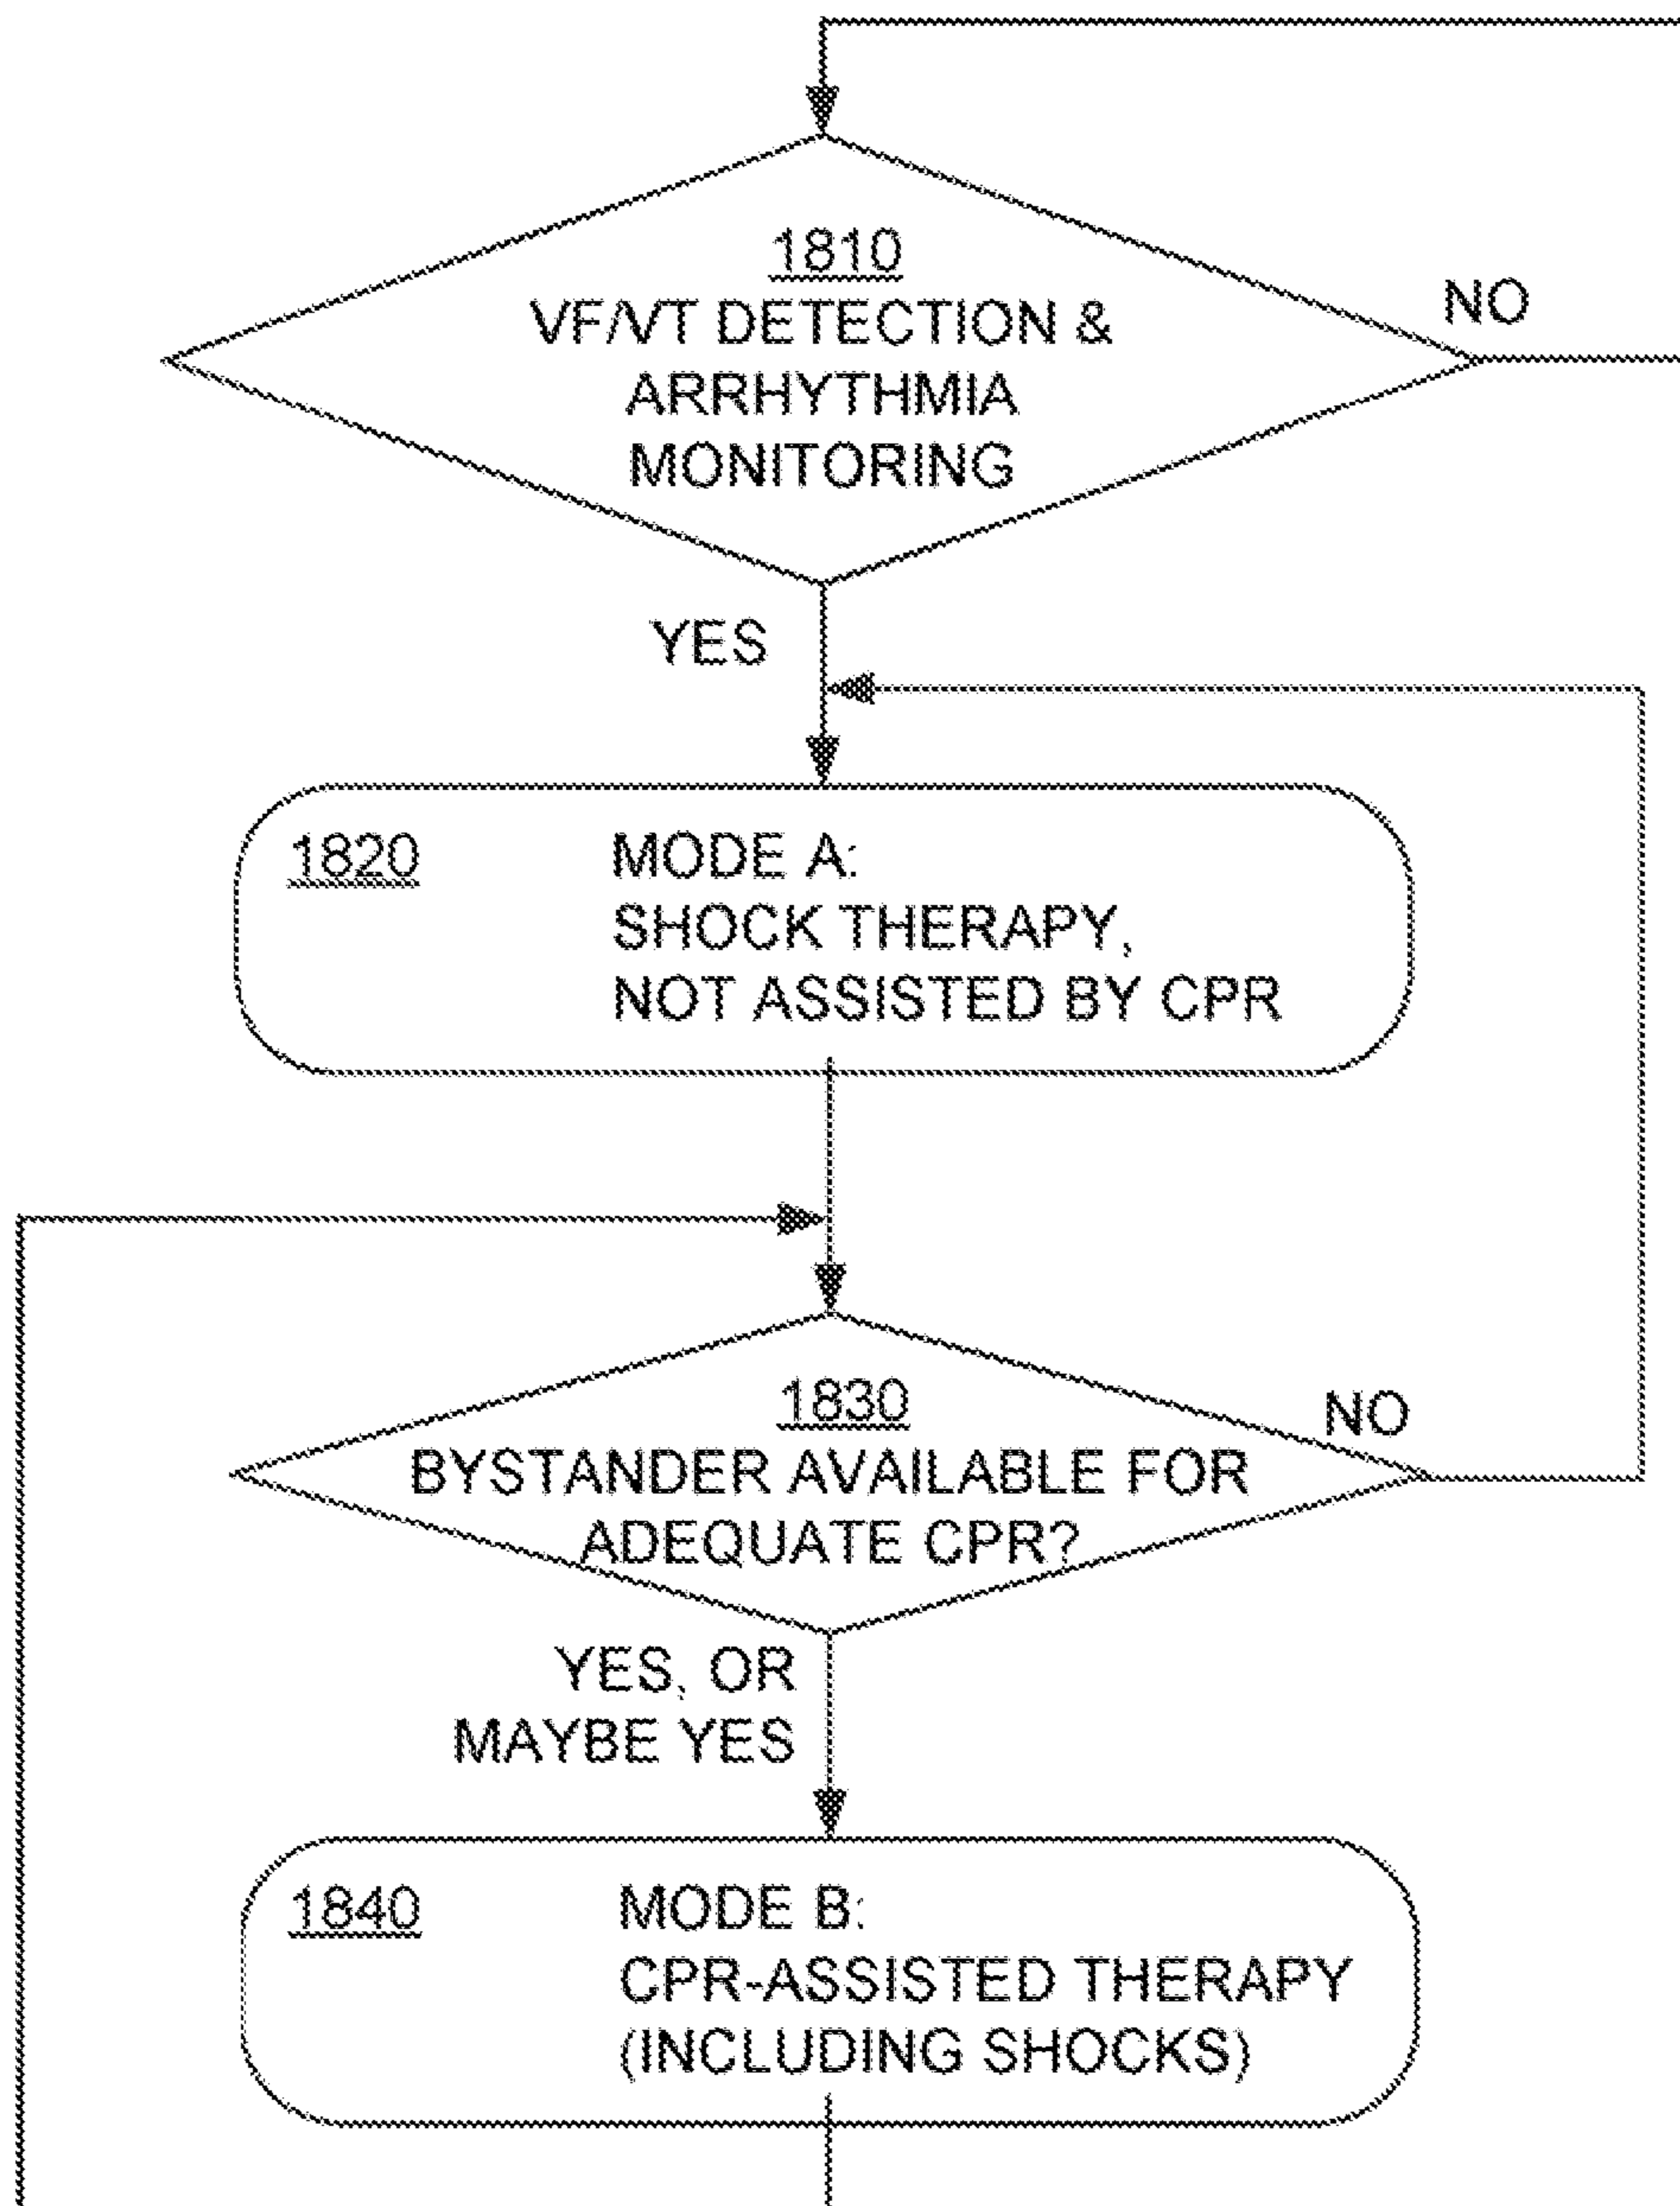 1810
VF/VT DETECTION &
ARRHYTHMIA
MONITORING
NO
YES
1820
MODE A:
SHOCK THERAPY,
NOT ASSISTED BY CPR
1830
NO
BYSTANDER AVAILABLE FOR
ADEQUATE CPR?
YES, OR
MAYBE YES
1840
MODE B:
CPR-ASSISTED THERAPY
(INCLUDING SHOCKS)